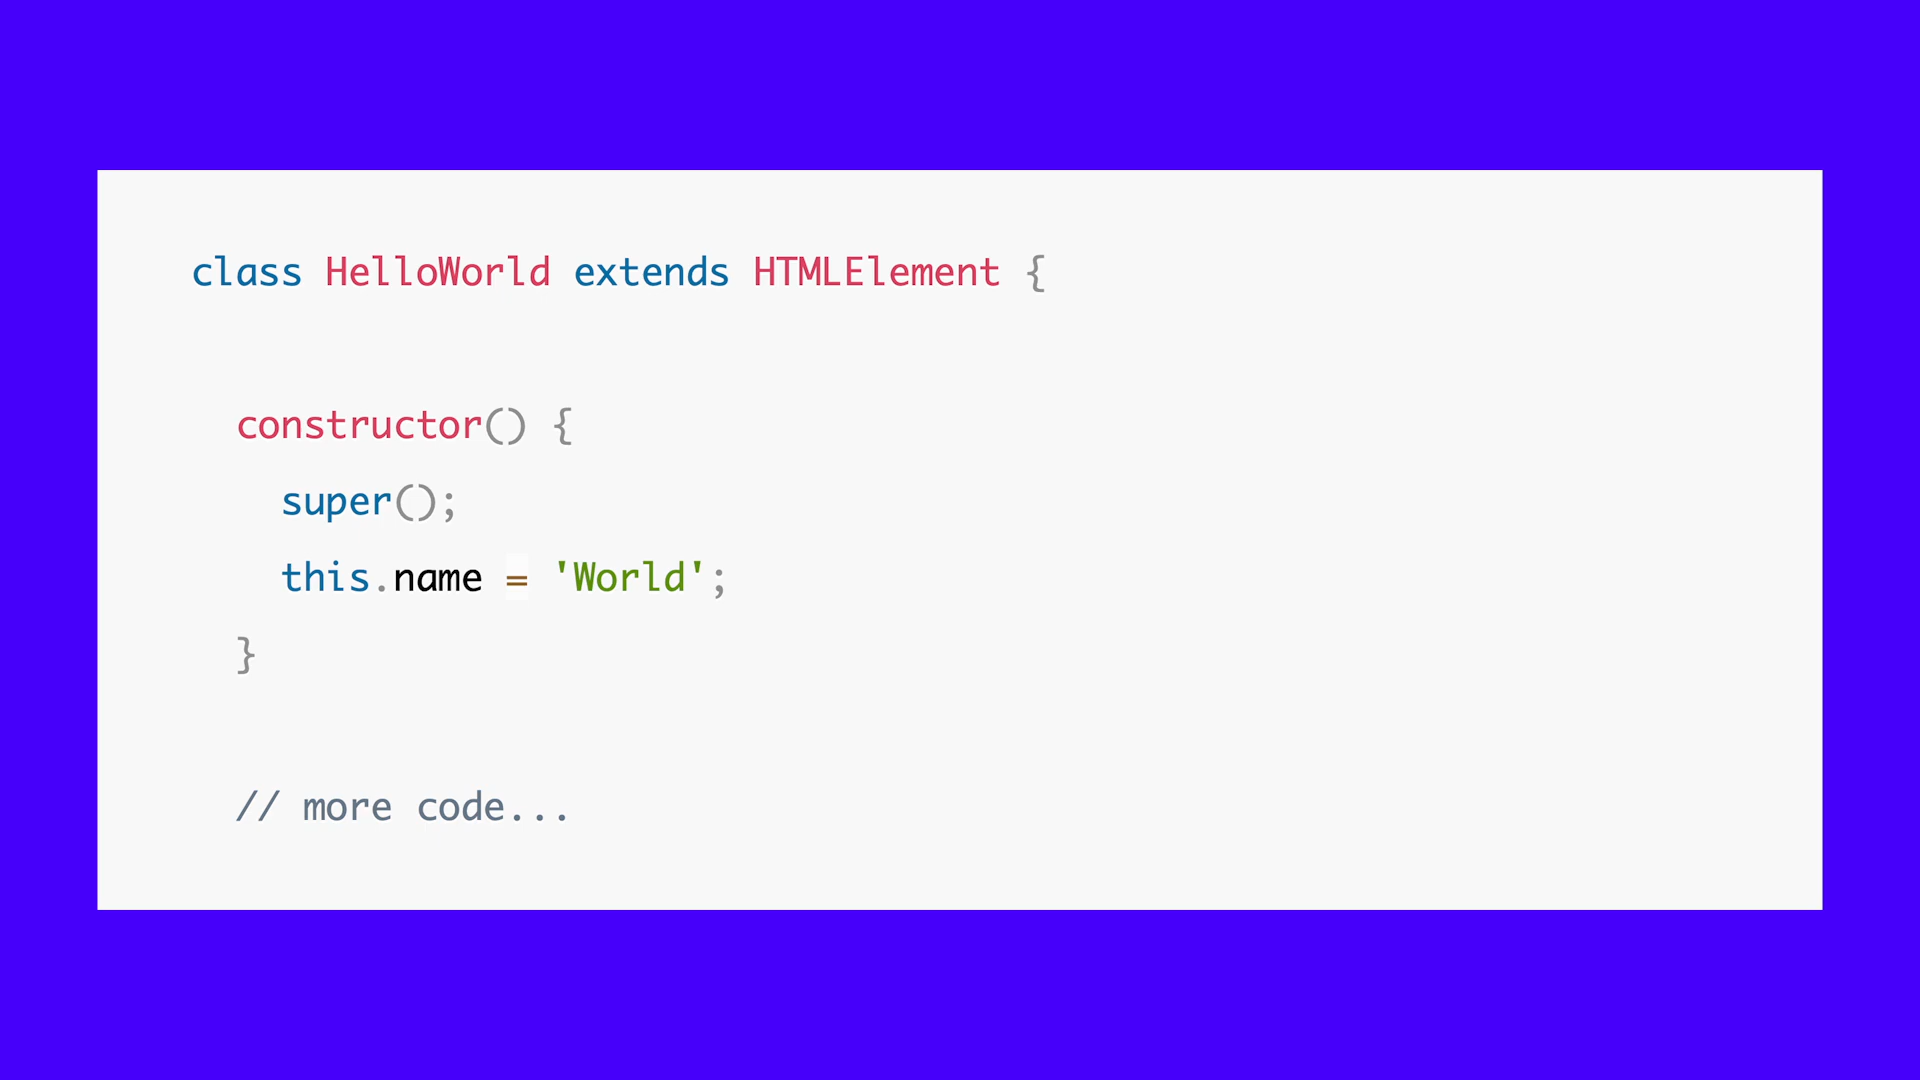 class HelloWorld extends HTMLElement {
constructor() {
super();
this.name = 'World';
}
// more code...